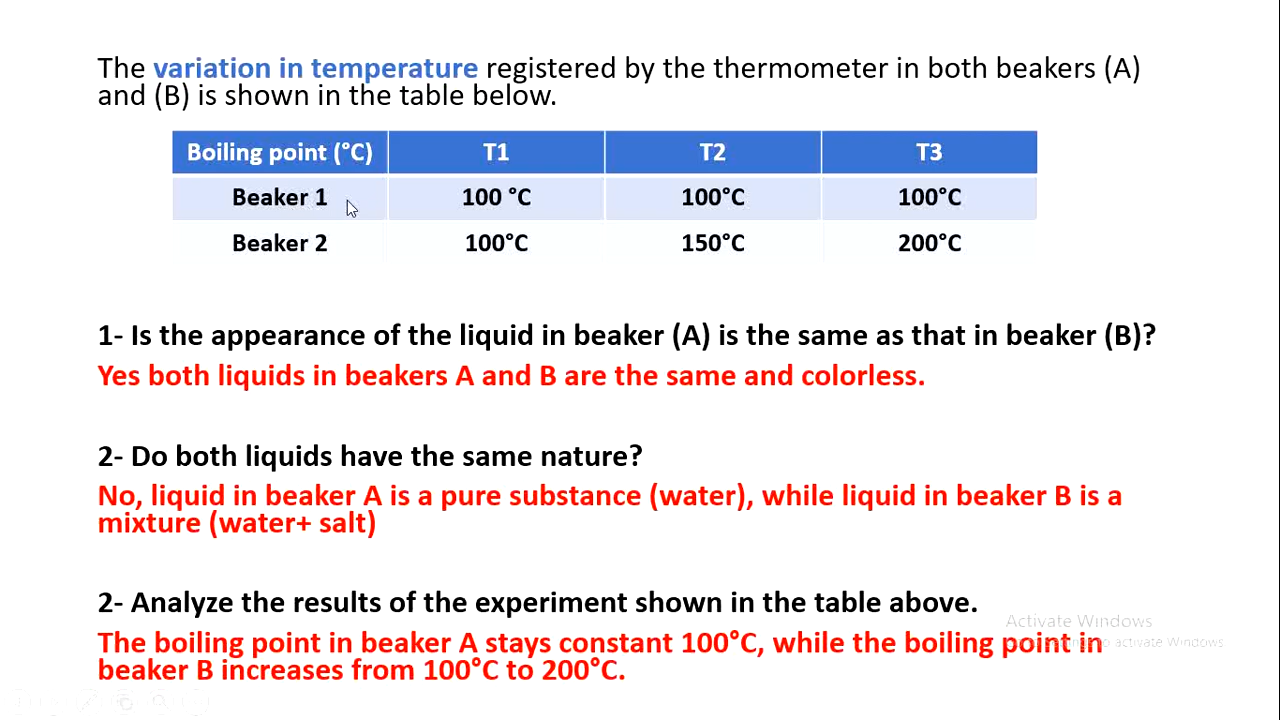 The variation in temperature registered by the thermometer in both beakers (A)
and (B) is shown in the table below.
Boiling point (°C) T1 T2 T3
Beaker 1 100 °C 100°C 100°C
Beaker 2 100°C 150°C 200°C
1- Is the appearance of the liquid in beaker (A) is the same as that in beaker (B)?
Yes both liquids in beakers A and B are the same and colorless.
2- Do both liquids have the same nature?
No, liquid in beaker A is a pure substance (water), while liquid in beaker B is a
mixture (water+ salt)
2- Analyze the results of the experiment shown in the table above.
The boiling point in beaker A stays constant 100°C, while the boiling point in
beaker B increases from 100°C to 200°C.
Activate Windows
to activate Windows